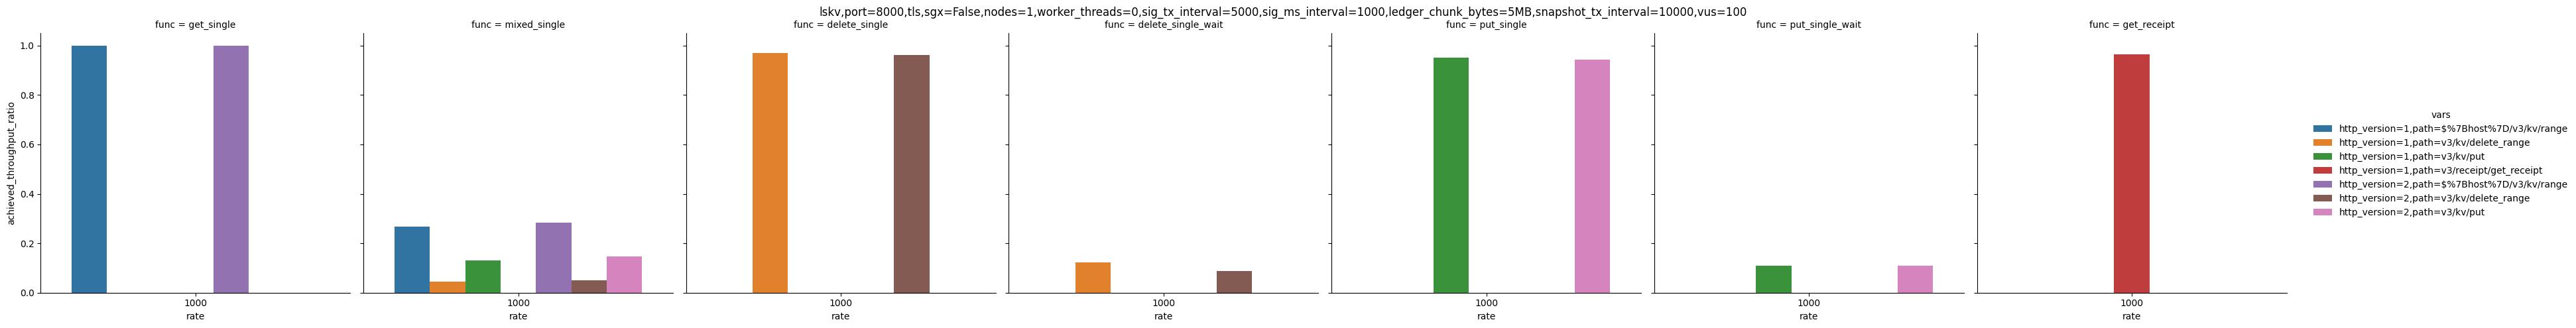 lskv,port=8000,tls,sgx=False,nodes=1,worker_threads=0,sig_tx_interval=5000,sig_ms_interval=1000,ledger_chunk_bytes=5MB,snapshot_tx_interval=10000,vus=100
func = get_single
func = mixed_single
func = delete_single
func = delete_single_wait
func = put_single
func = put_single_wait
func = get_receipt
achieved_throughput_ratio
1.0
0.8
0.6
0.4
0.2
0.0
1000
1000
1000
1000
1000
1000
1000
rate
rate
rate
rate
rate
rate
rate
vars
http_version=1,path=$%7Bhost%7D/v3/kv/range
http_version=1,path=v3/kv/delete_range
http_version=1,path=v3/kv/put
http_version=1,path=v3/receipt/get_receipt
http_version=2,path=$%7Bhost%7D/v3/kv/range
http_version=2,path=v3/kv/delete_range
http_version=2,path=v3/kv/put